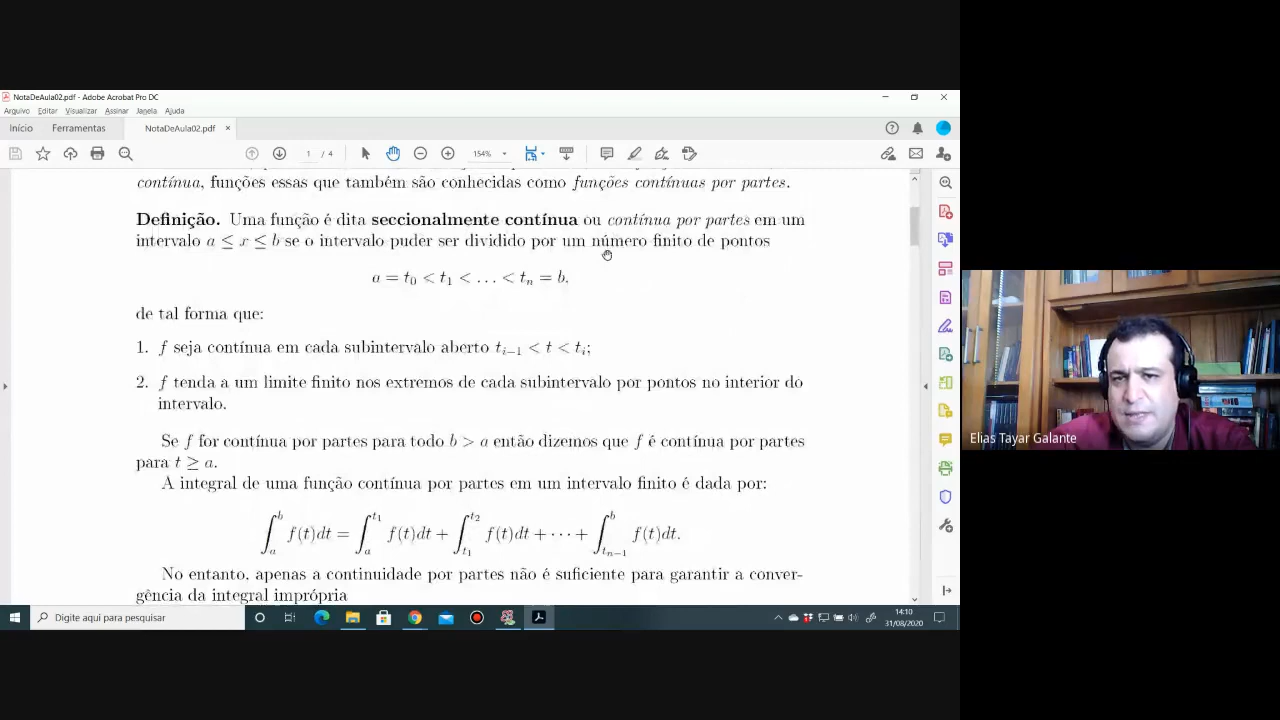 NotaDeAula02.pdf - Adobe Acrobat Pro DC
Arquivo Editar Visualizar Assinar Janela Ajuda
Início Ferramentas NotaDeAula02.pdf ×
1 / 4 154%
contínua, funções essas que também são conhecidas como funções contínuas por partes.
Definição. Uma função é dita seccionalmente contínua ou contínua por partes em um
intervalo a ≤ x ≤ b se o intervalo puder ser dividido por um número finito de pontos
a = t₀ < t₁ < … < tₙ = b,
de tal forma que:
1. f seja contínua em cada subintervalo aberto tᵢ₋₁ < t < tᵢ;
2. f tenda a um limite finito nos extremos de cada subintervalo por pontos no interior do
intervalo.
Se f for contínua por partes para todo b > a então dizemos que f é contínua por partes
para t ≥ a.
A integral de uma função contínua por partes em um intervalo finito é dada por:
∫ₐᵇ f(t)dt = ∫ₐ^{t₁} f(t)dt + ∫_{t₁}^{t₂} f(t)dt + ⋯ + ∫_{tₙ₋₁}^{b} f(t)dt.
No entanto, apenas a continuidade por partes não é suficiente para garantir a conver-
gência da integral imprópria
Elias Tayar Galante
Digite aqui para pesquisar
14:10
31/08/2020